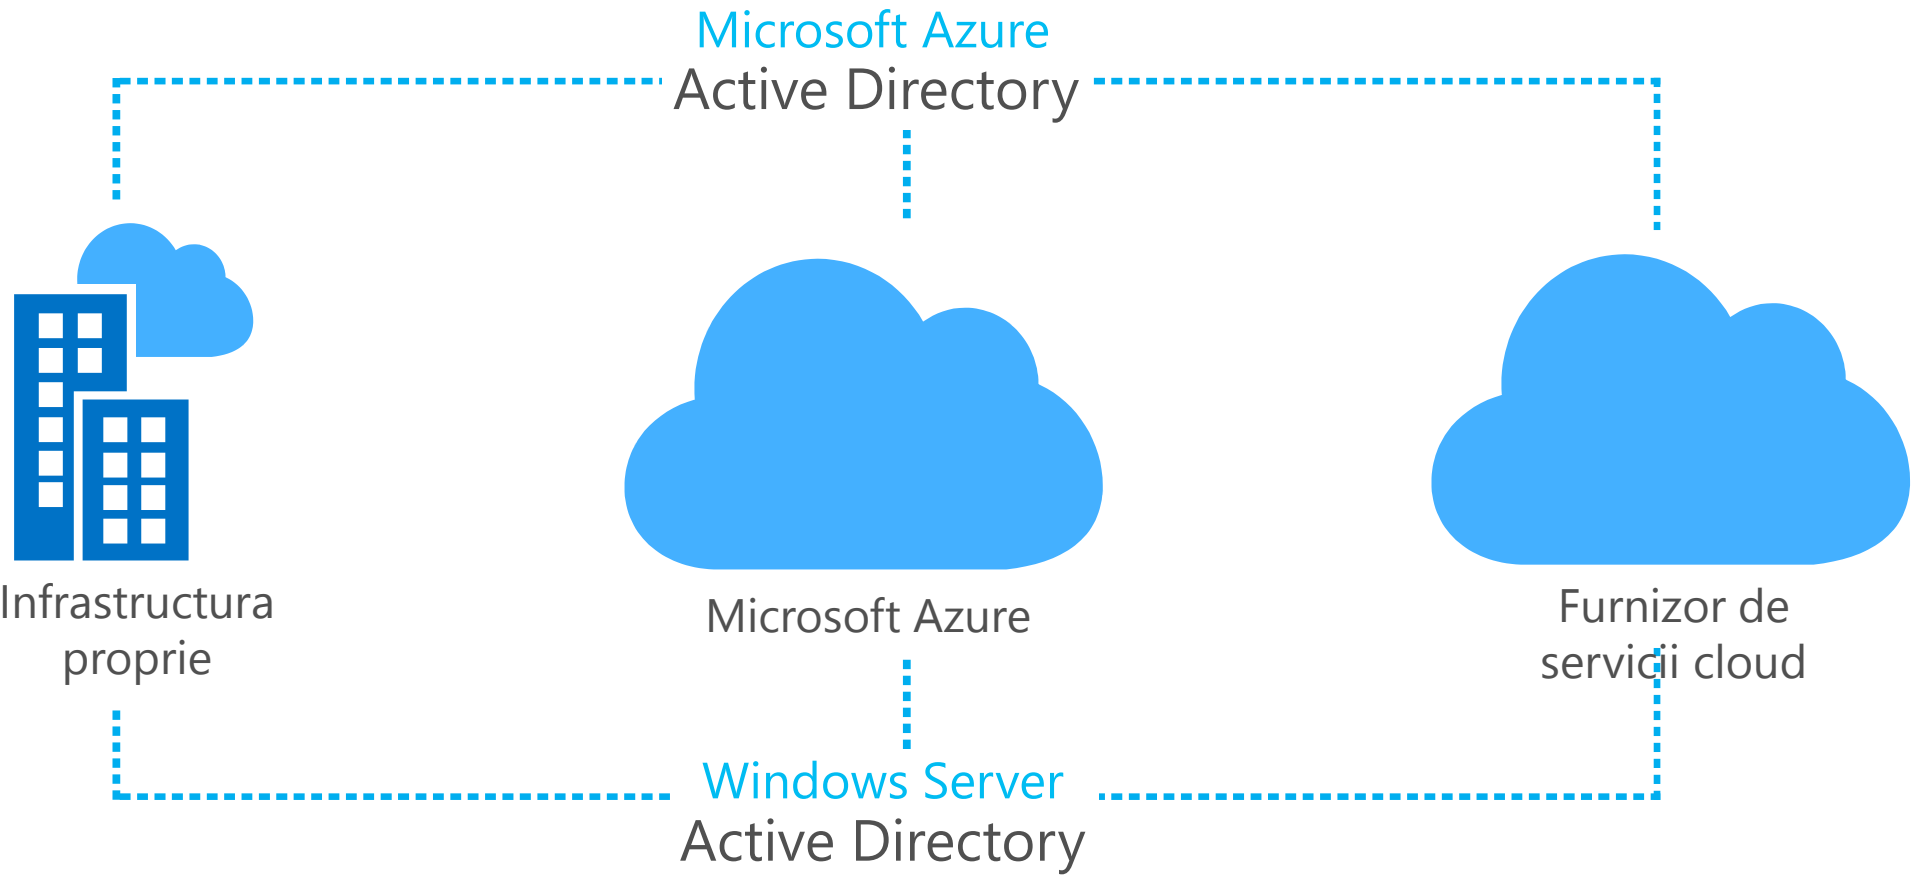 Microsoft Azure
Active Directory
Infrastructura
proprie
Microsoft Azure
Furnizor de
servicii cloud
Windows Server
Active Directory